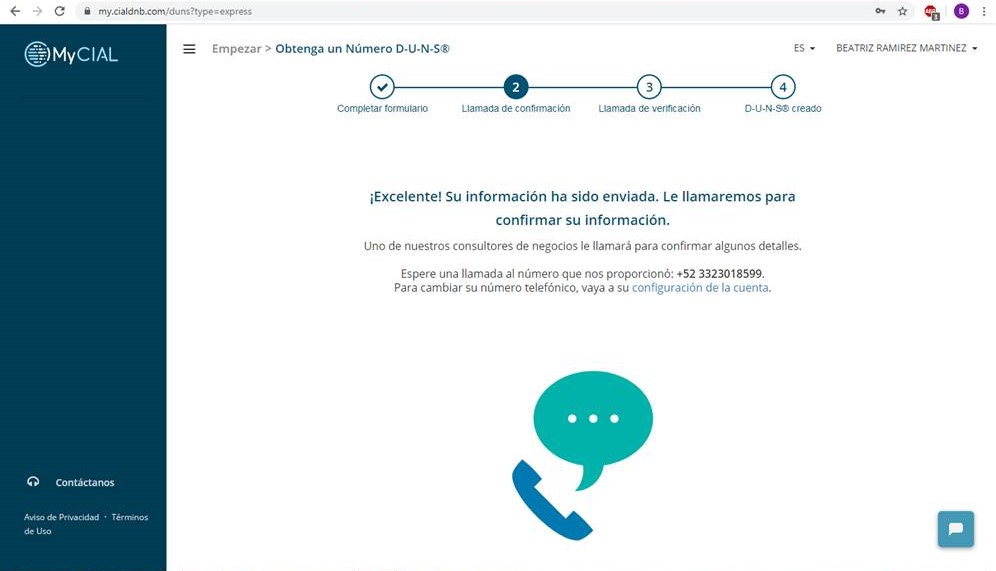 my.cialdnb.com/duns?type=express
B
MyCIAL
Empezar > Obtenga un Número D-U-N-S®
ES
BEATRIZ RAMIREZ MARTINEZ
2
3
4
Completar formulario
Llamada de confirmación
Llamada de verificación
D-U-N-S® creado
¡Excelente! Su información ha sido enviada. Le llamaremos para
confirmar su información.
Uno de nuestros consultores de negocios le llamará para confirmar algunos detalles.
Espere una llamada al número que nos proporcionó: +52 3323018599.
Para cambiar su número telefónico, vaya a su configuración de la cuenta.
Contáctanos
Aviso de Privacidad · Términos
de Uso